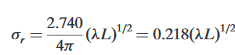 σᵣ = 2.740/4π (λL)^1/2 = 0.218(λL)^1/2